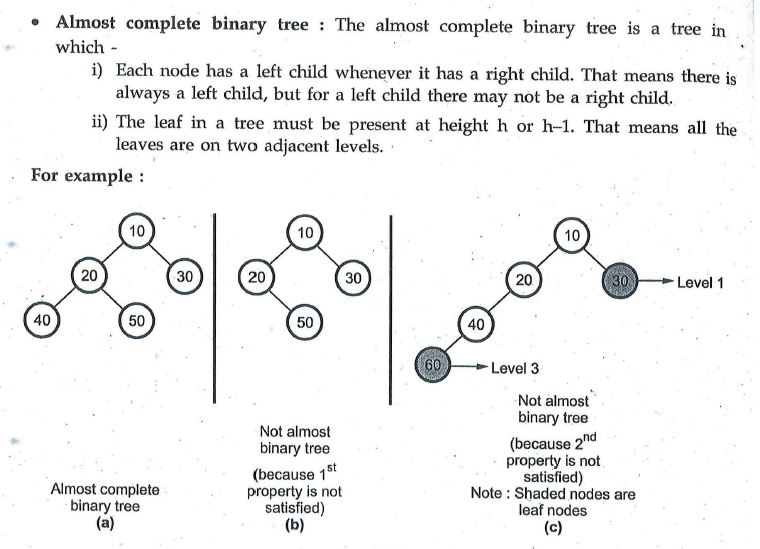 • Almost complete binary tree : The almost complete binary tree is a tree in
which -
i) Each node has a left child whenever it has a right child. That means there is
always a left child, but for a left child there may not be a right child.
ii) The leaf in a tree must be present at height h or h–1. That means all the
leaves are on two adjacent levels.
For example :
10
20
30
40
50
Almost complete
binary tree
(a)
10
20
30
50
Not almost
binary tree
(because 1st
property is not
satisfied)
(b)
10
20
30
Level 1
40
60
Level 3
Not almost
binary tree
(because 2nd
property is not
satisfied)
Note : Shaded nodes are
leaf nodes
(c)